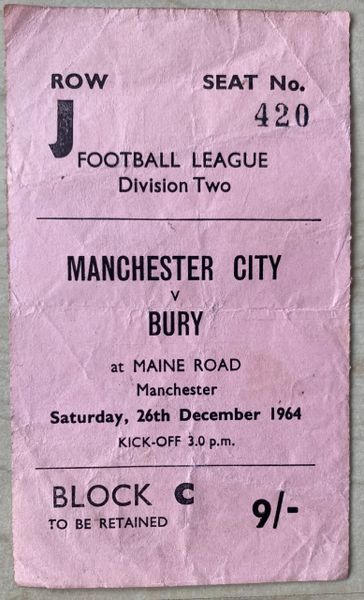 ROW SEAT No.
J 420
FOOTBALL LEAGUE
Division Two
MANCHESTER CITY
v
BURY
at MAINE ROAD
Manchester
Saturday, 26th December 1964
KICK-OFF 3.0 p.m.
BLOCK C
TO BE RETAINED 9/-